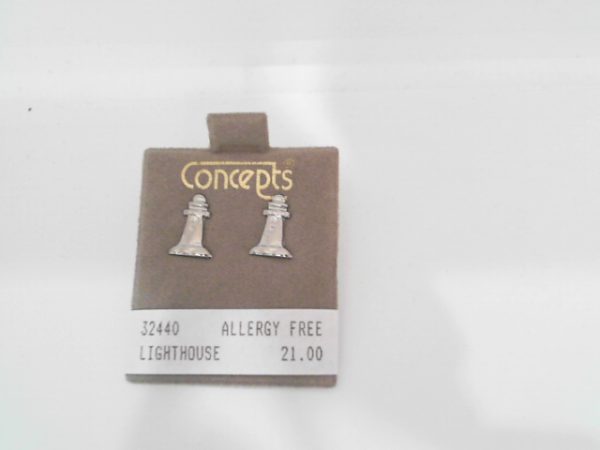 Concepts®
32440 ALLERGY FREE
LIGHTHOUSE 21.00